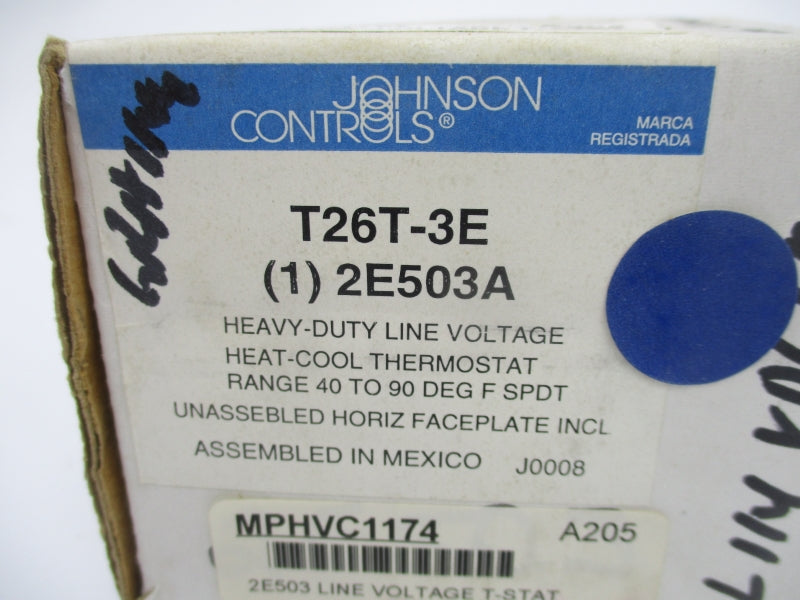 JOHNSON
CONTROLS®
MARCA
REGISTRADA
T26T-3E
(1) 2E503A
HEAVY-DUTY LINE VOLTAGE
HEAT-COOL THERMOSTAT
RANGE 40 TO 90 DEG F SPDT
UNASSEBLED HORIZ FACEPLATE INCL
ASSEMBLED IN MEXICO J0008
MPHVC1174 A205
2E503 LINE VOLTAGE T-STAT